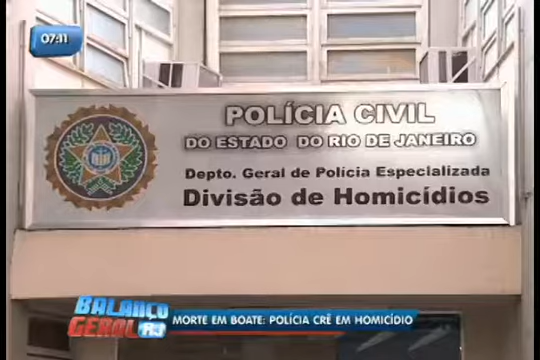 07:11
POLÍCIA CIVIL
DO ESTADO DO RIO DE JANEIRO
Depto. Geral de Polícia Especializada
Divisão de Homicídios
BALANÇO
GERAL RJ
MORTE EM BOATE: POLÍCIA CRÊ EM HOMICÍDIO